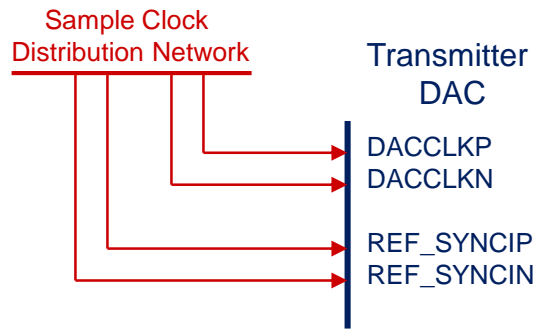 Sample Clock
Distribution Network
Transmitter
DAC
DACCLKP
DACCLKN
REF_SYNCIP
REF_SYNCIN